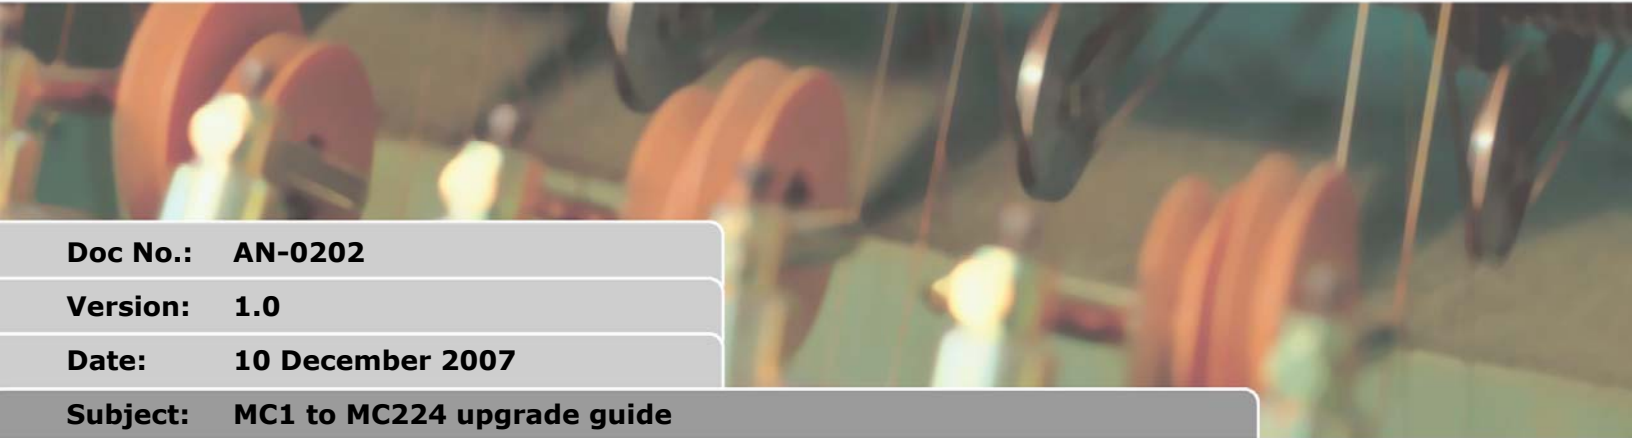 Doc No.: AN-0202
Version: 1.0
Date: 10 December 2007
Subject: MC1 to MC224 upgrade guide